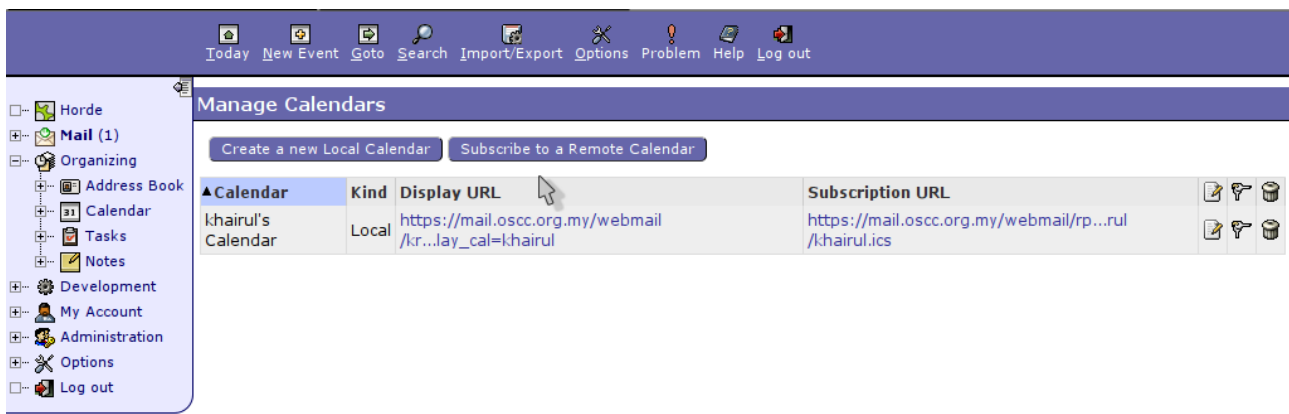 Today New Event Goto Search Import/Export Options Problem Help Log out
Horde
Mail (1)
Organizing
Address Book
31 Calendar
Tasks
Notes
Development
My Account
Administration
Options
Log out
Manage Calendars
Create a new Local Calendar Subscribe to a Remote Calendar
▲Calendar Kind Display URL Subscription URL
khairul's
Calendar
Local
https://mail.oscc.org.my/webmail
/kr...lay_cal=khairul
https://mail.oscc.org.my/webmail/rp...rul
/khairul.ics